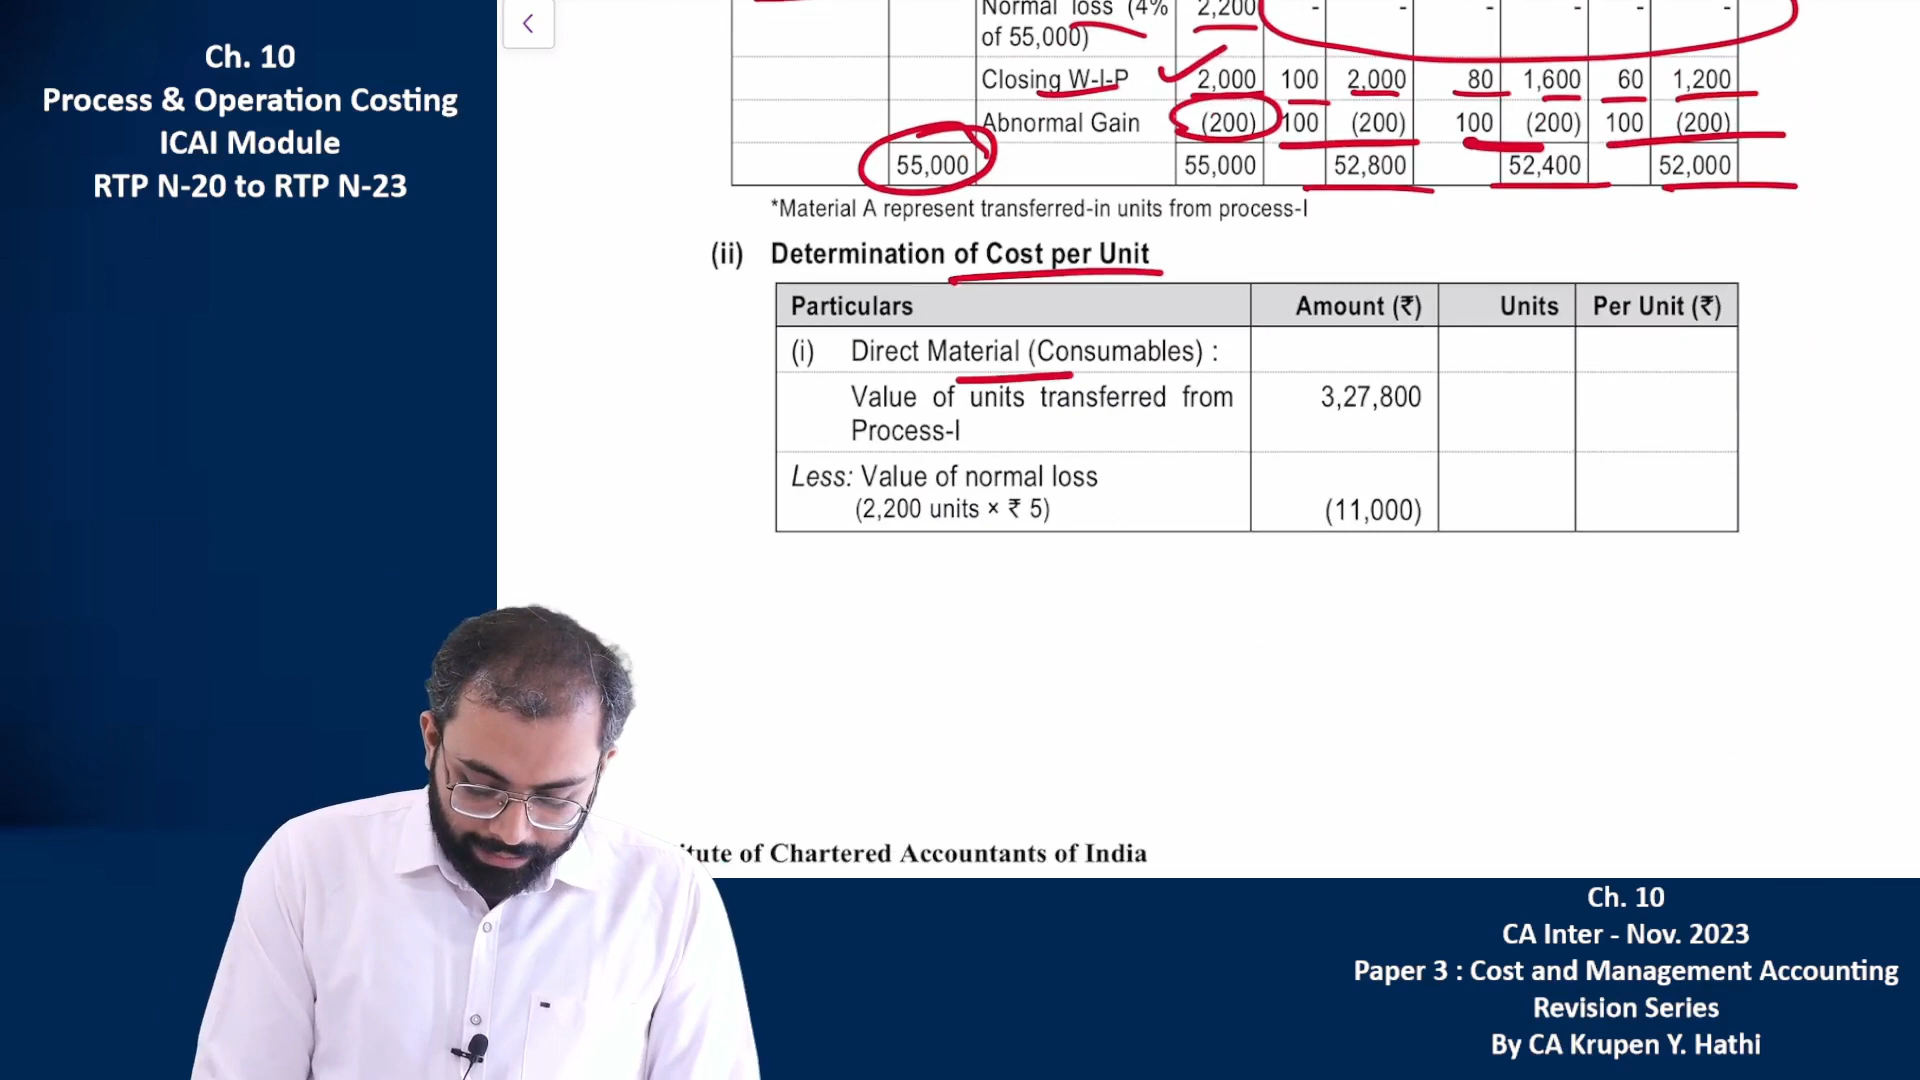 Ch. 10
Process & Operation Costing
ICAI Module
RTP N-20 to RTP N-23
Normal loss (4% 2,200 - - - - - -
of 55,000)
Closing W-I-P 2,000 100 2,000 80 1,600 60 1,200
Abnormal Gain (200) 100 (200) 100 (200) 100 (200)
55,000 55,000 52,800 52,400 52,000
*Material A represent transferred-in units from process-I
(ii) Determination of Cost per Unit
Particulars Amount (₹) Units Per Unit (₹)
(i) Direct Material (Consumables) :
Value of units transferred from 3,27,800
Process-I
Less: Value of normal loss
(2,200 units × ₹ 5) (11,000)
tute of Chartered Accountants of India
Ch. 10
CA Inter - Nov. 2023
Paper 3 : Cost and Management Accounting
Revision Series
By CA Krupen Y. Hathi